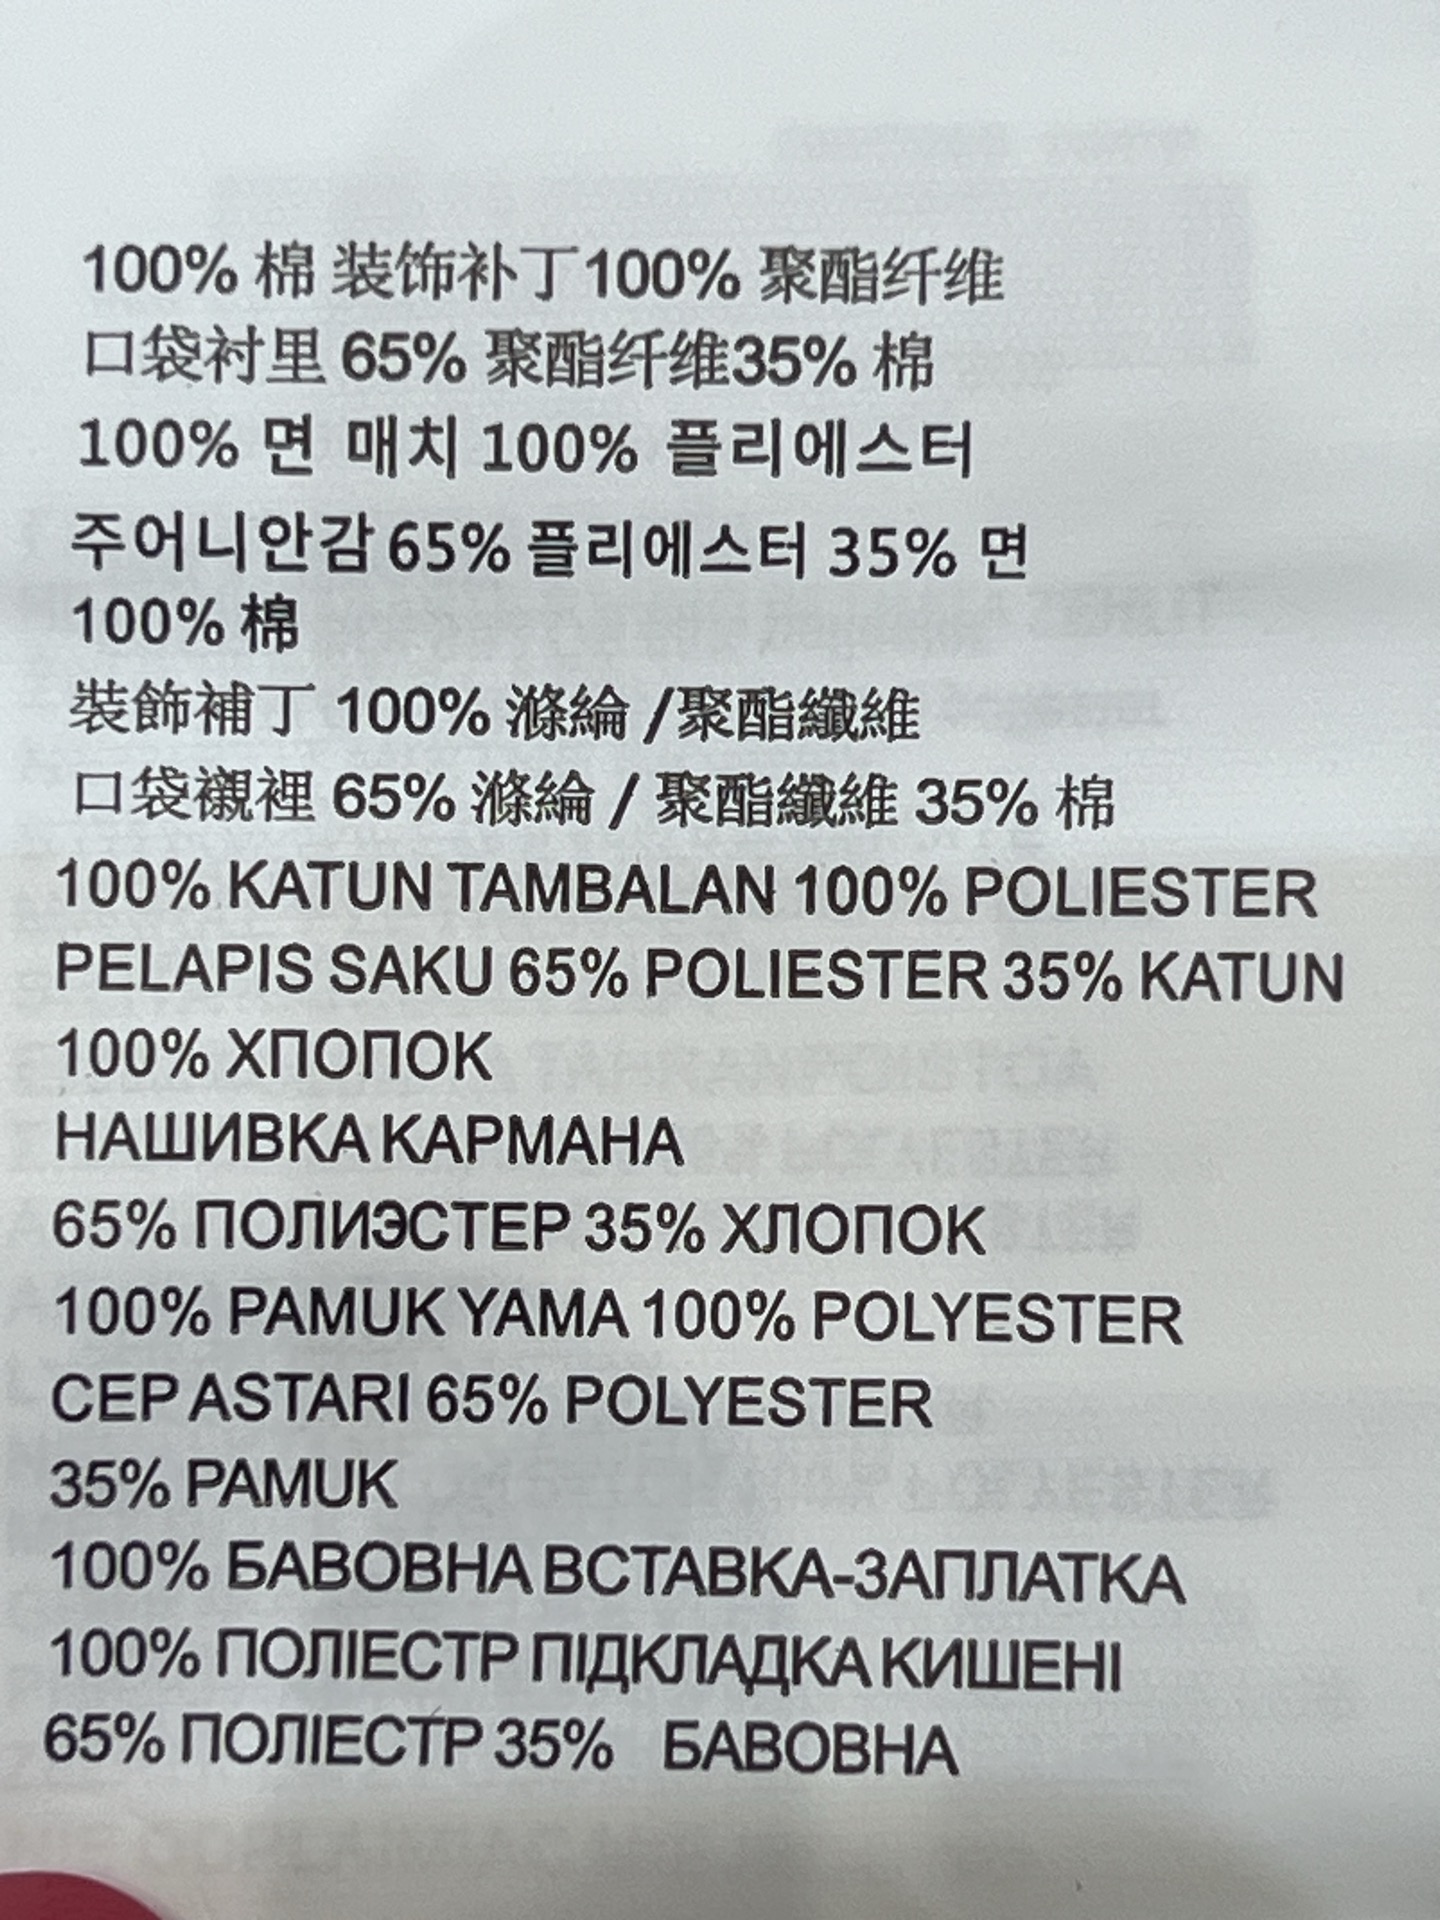 100% 棉 装饰补丁100% 聚酯纤维
口袋衬里 65% 聚酯纤维35% 棉
100% 면 매치 100% 플리에스터
주어니안감 65% 플리에스터 35% 면
100% 棉
裝飾補丁 100% 滌綸 /聚酯纖維
口袋襯裡 65% 滌綸 / 聚酯纖維 35% 棉
100% KATUN TAMBALAN 100% POLIESTER
PELAPIS SAKU 65% POLIESTER 35% KATUN
100% ХПОПОК
НАШИВКА КАРМАНА
65% ПОЛИЭСТЕР 35% ХЛОПОК
100% PAMUK YAMA 100% POLYESTER
CEP ASTARI 65% POLYESTER
35% PAMUK
100% БАВОВНА ВСТАВКА-ЗАПЛАТКА
100% ПОЛІЕСТР ПІДКЛАДКА КИШЕНІ
65% ПОЛІЕСТР 35% БАВОВНА